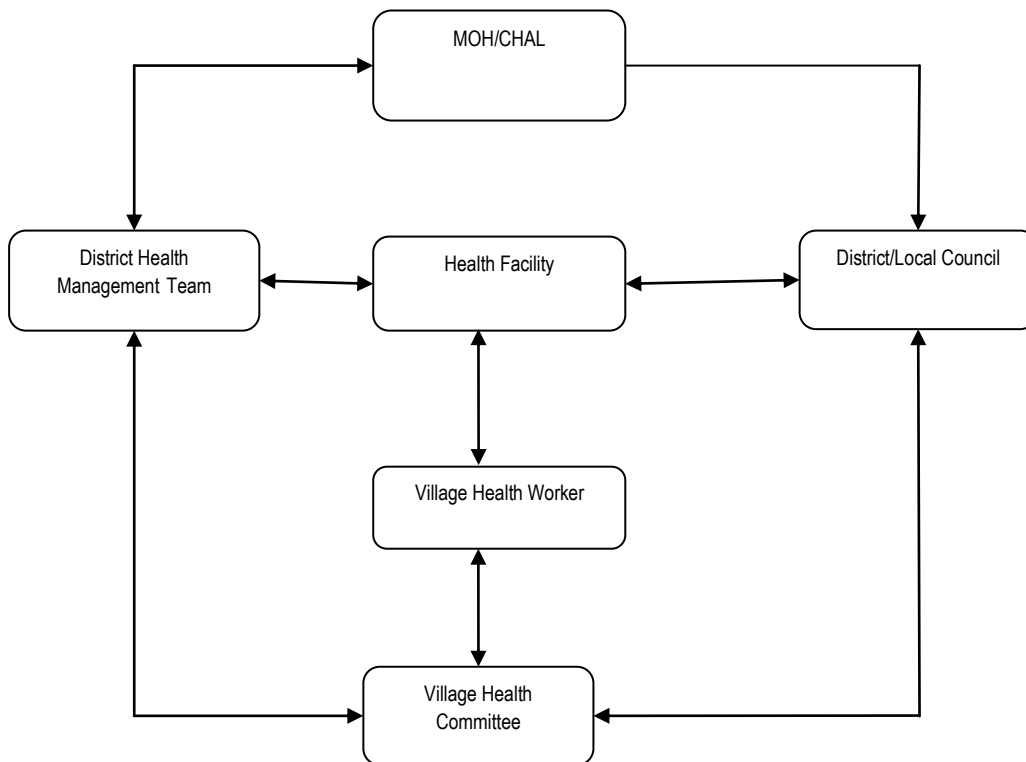 MOH/CHAL
District Health
Management Team
Health Facility
District/Local Council
Village Health Worker
Village Health
Committee